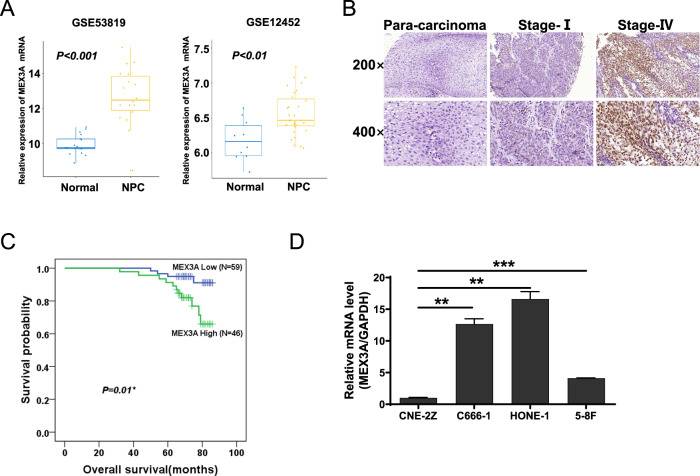 A
GSE53819
GSE12452
Relative expression of MEX3A mRNA
P<0.001
14
12
10
Normal
NPC
Relative expression of MEX3A mRNA
P<0.01
7.5
7.0
6.5
6.0
Normal
NPC
B
Para-carcinoma
Stage-Ⅰ
Stage-Ⅳ
200×
400×
C
Survival probability
1.0
0.8
0.6
0.4
0.2
0.0
MEX3A Low (N=59)
MEX3A High (N=46)
P=0.01*
0
20
40
60
80
100
Overall survival(months)
D
Relative mRNA level
(MEX3A/GAPDH)
20
15
10
5
0
***
**
**
CNE-2Z
C666-1
HONE-1
5-8F